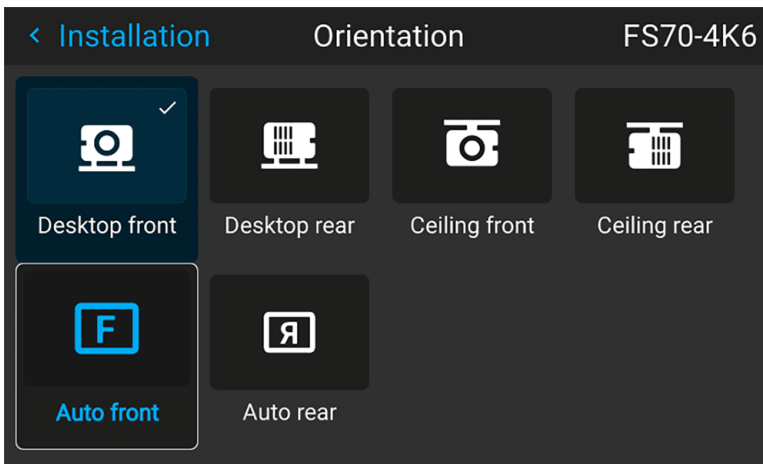 < Installation Orientation FS70-4K6
Desktop front Desktop rear Ceiling front Ceiling rear
F Я
Auto front Auto rear